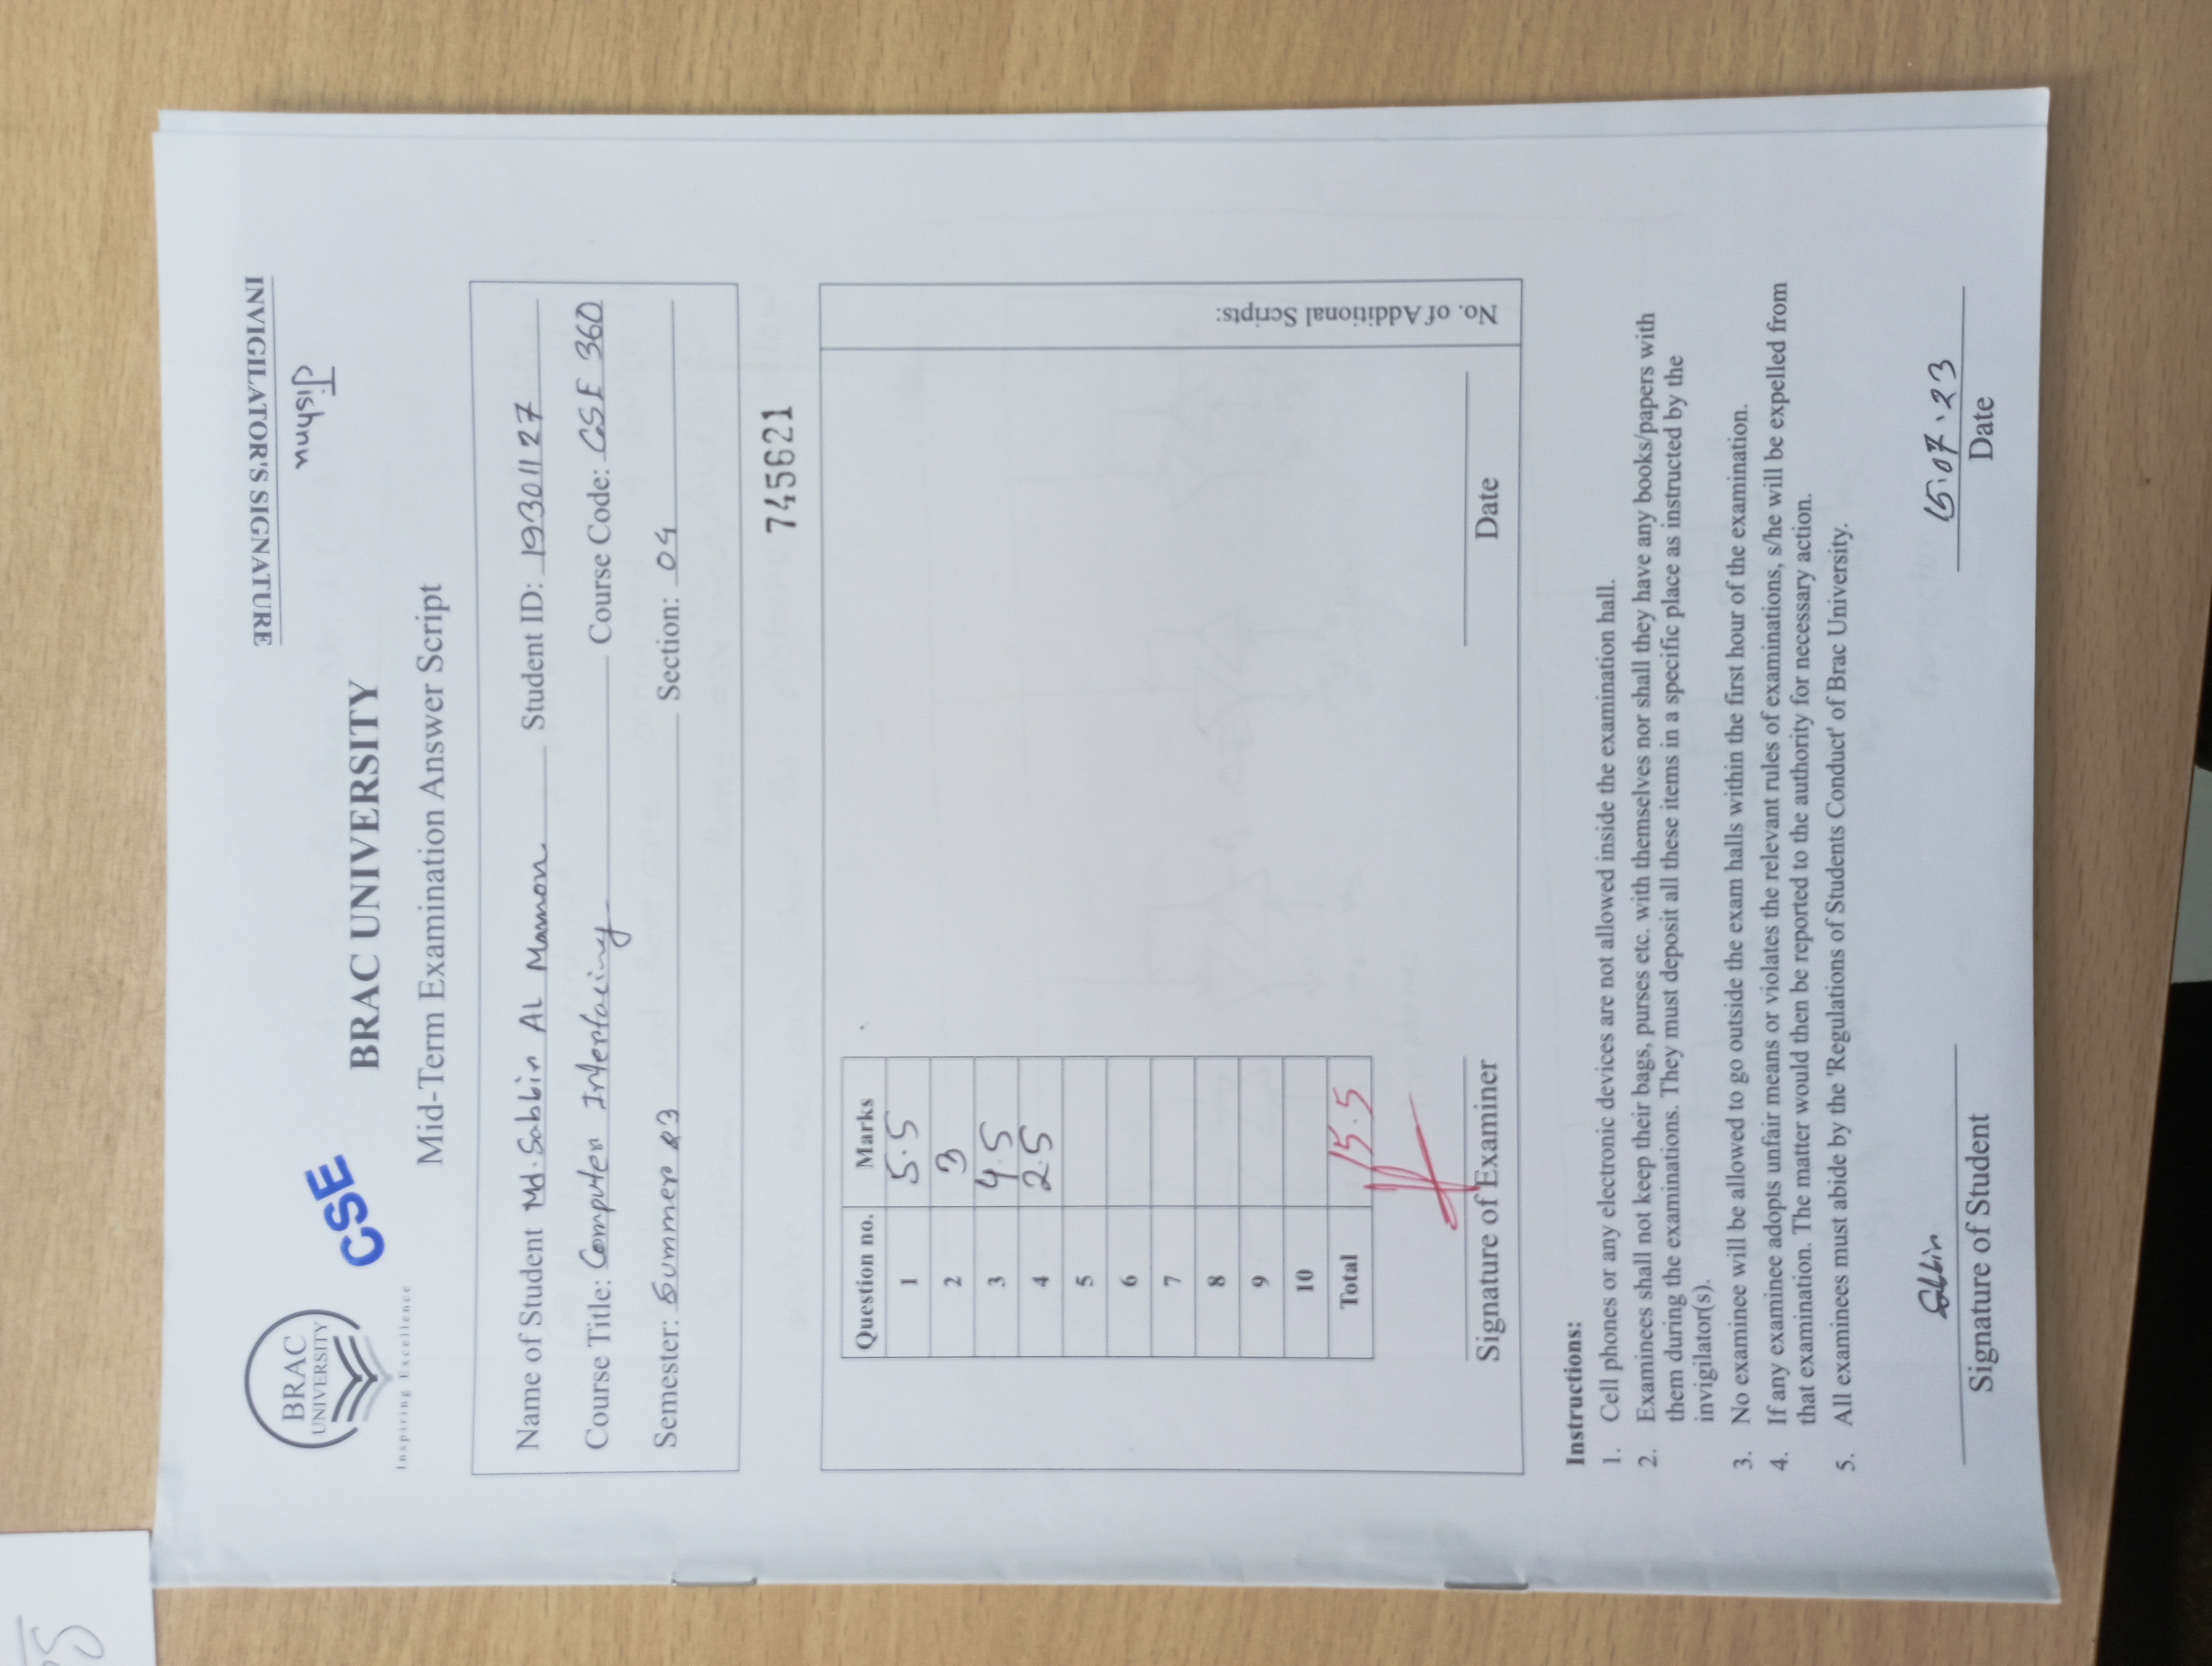 INVIGILATOR'S SIGNATURE
Jishnu
BRAC
UNIVERSITY
Inspiring Excellence
CSE
BRAC UNIVERSITY
Mid-Term Examination Answer Script
Name of Student Md. Sabbir AL Mamon Student ID: 19301127
Course Title: Computer Interfacing Course Code: CSE 360
Semester: Summer 23 Section: 04
745621
Question no. Marks
1 5.5
2 3
3 4.5
4 2.5
5
6
7
8
9
10
Total 15.5
Signature of Examiner
Date
No. of Additional Scripts:
Instructions:
1. Cell phones or any electronic devices are not allowed inside the examination hall.
2. Examinees shall not keep their bags, purses etc. with themselves nor shall they have any books/papers with
them during the examinations. They must deposit all these items in a specific place as instructed by the
invigilator(s).
3. No examinee will be allowed to go outside the exam halls within the first hour of the examination.
4. If any examinee adopts unfair means or violates the relevant rules of examinations, s/he will be expelled from
that examination. The matter would then be reported to the authority for necessary action.
5. All examinees must abide by the 'Regulations of Students Conduct' of Brac University.
Sabbir 15.07.23
Signature of Student Date